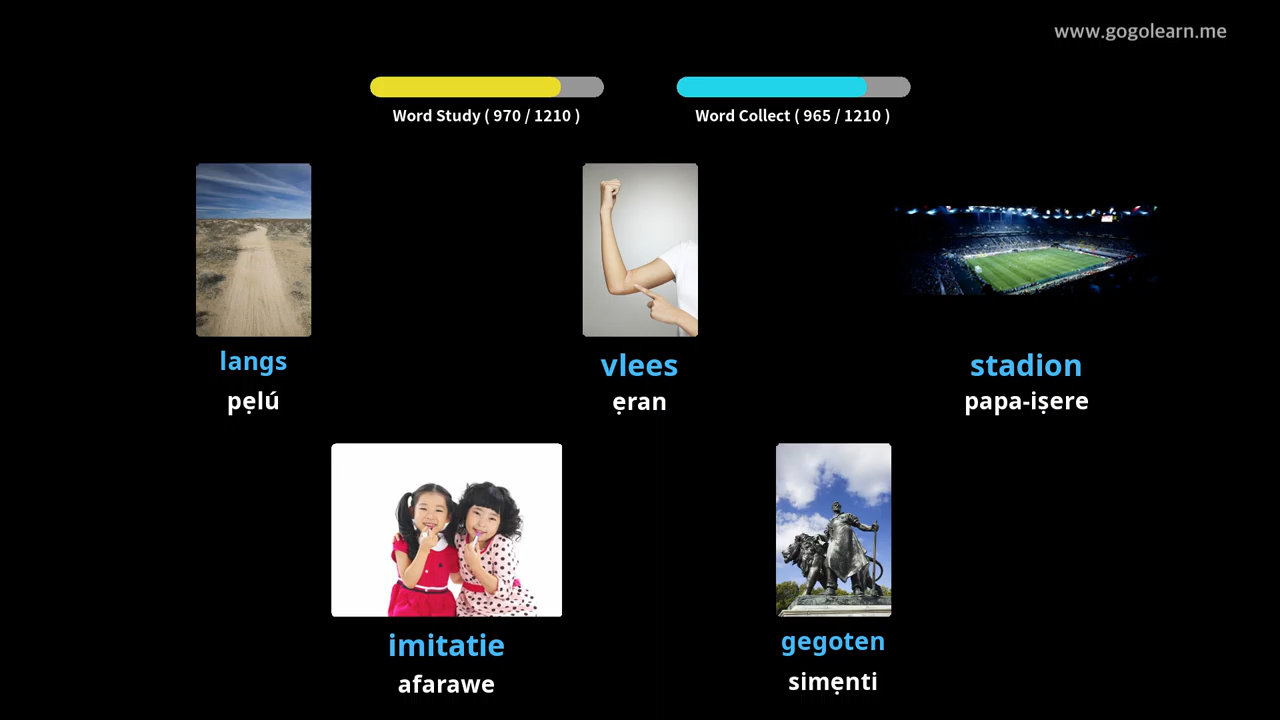 www.gogolearn.me
Word Study ( 970 / 1210 )
Word Collect ( 965 / 1210 )
langs
pẹlú
vlees
ẹran
stadion
papa-iṣere
imitatie
afarawe
gegoten
simẹnti